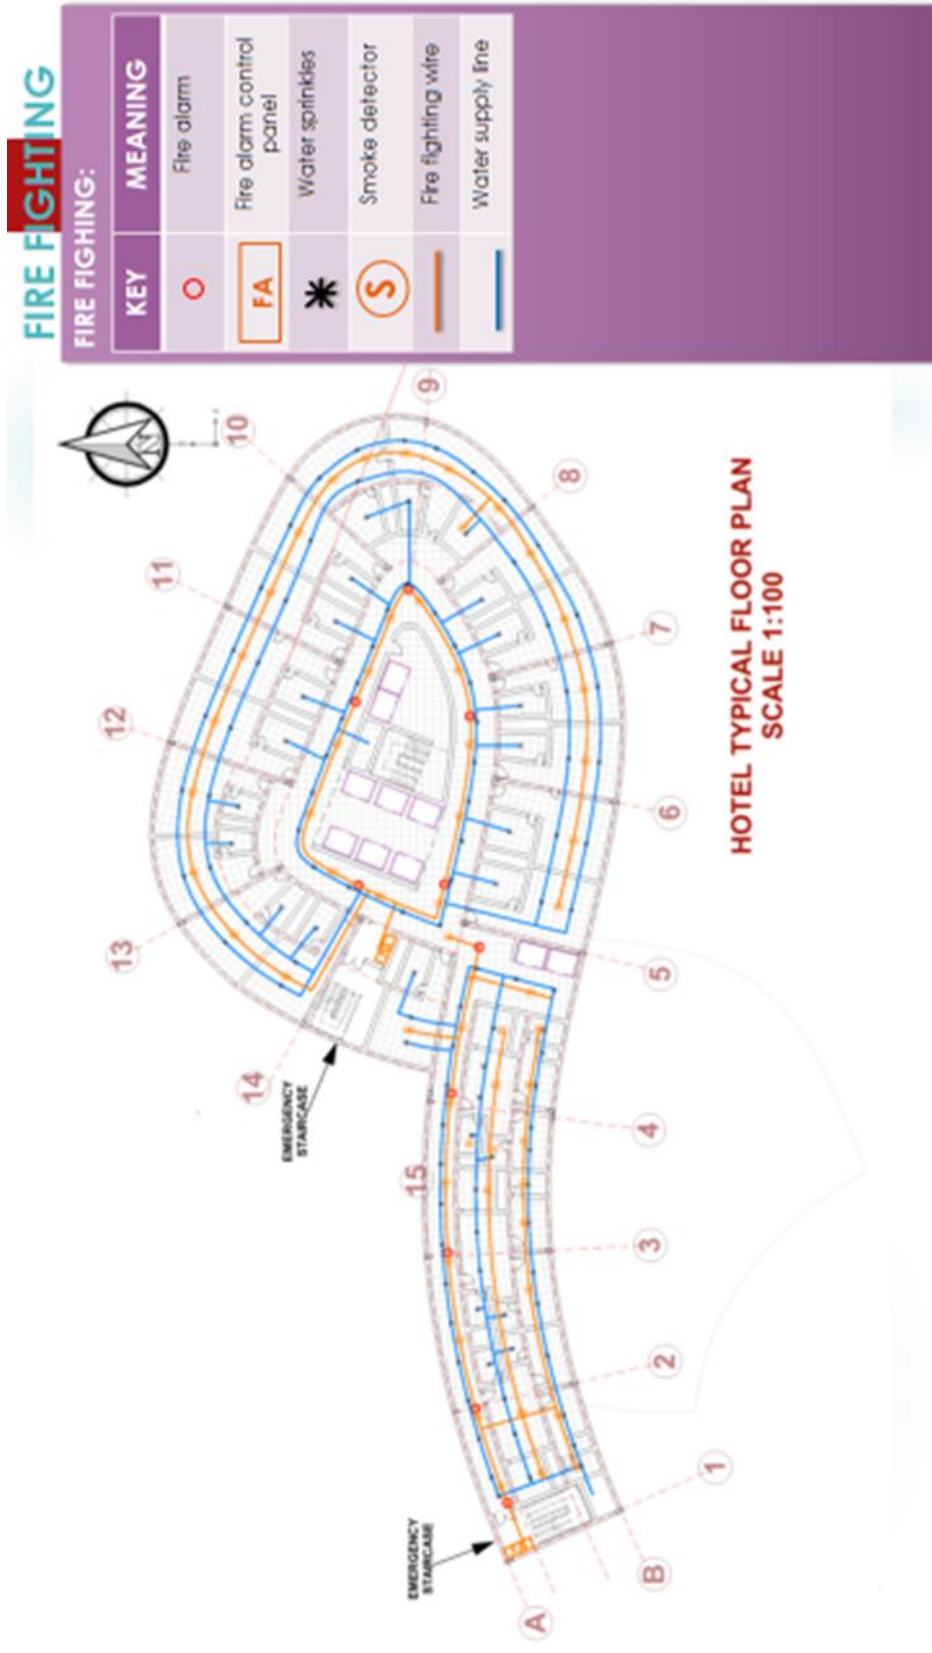 FIRE FIGHTING
FIRE FIGHING:
KEY MEANING
Fire alarm
FA Fire alarm control
panel
Water sprinkles
S Smoke detector
Fire fighting wire
Water supply line
N
10
9
11
8
12
7
6
13
5
14
EMERGENCY
STAIRCASE
4
15
3
2
1
EMERGENCY
STAIRCASE
A
B
HOTEL TYPICAL FLOOR PLAN
SCALE 1:100